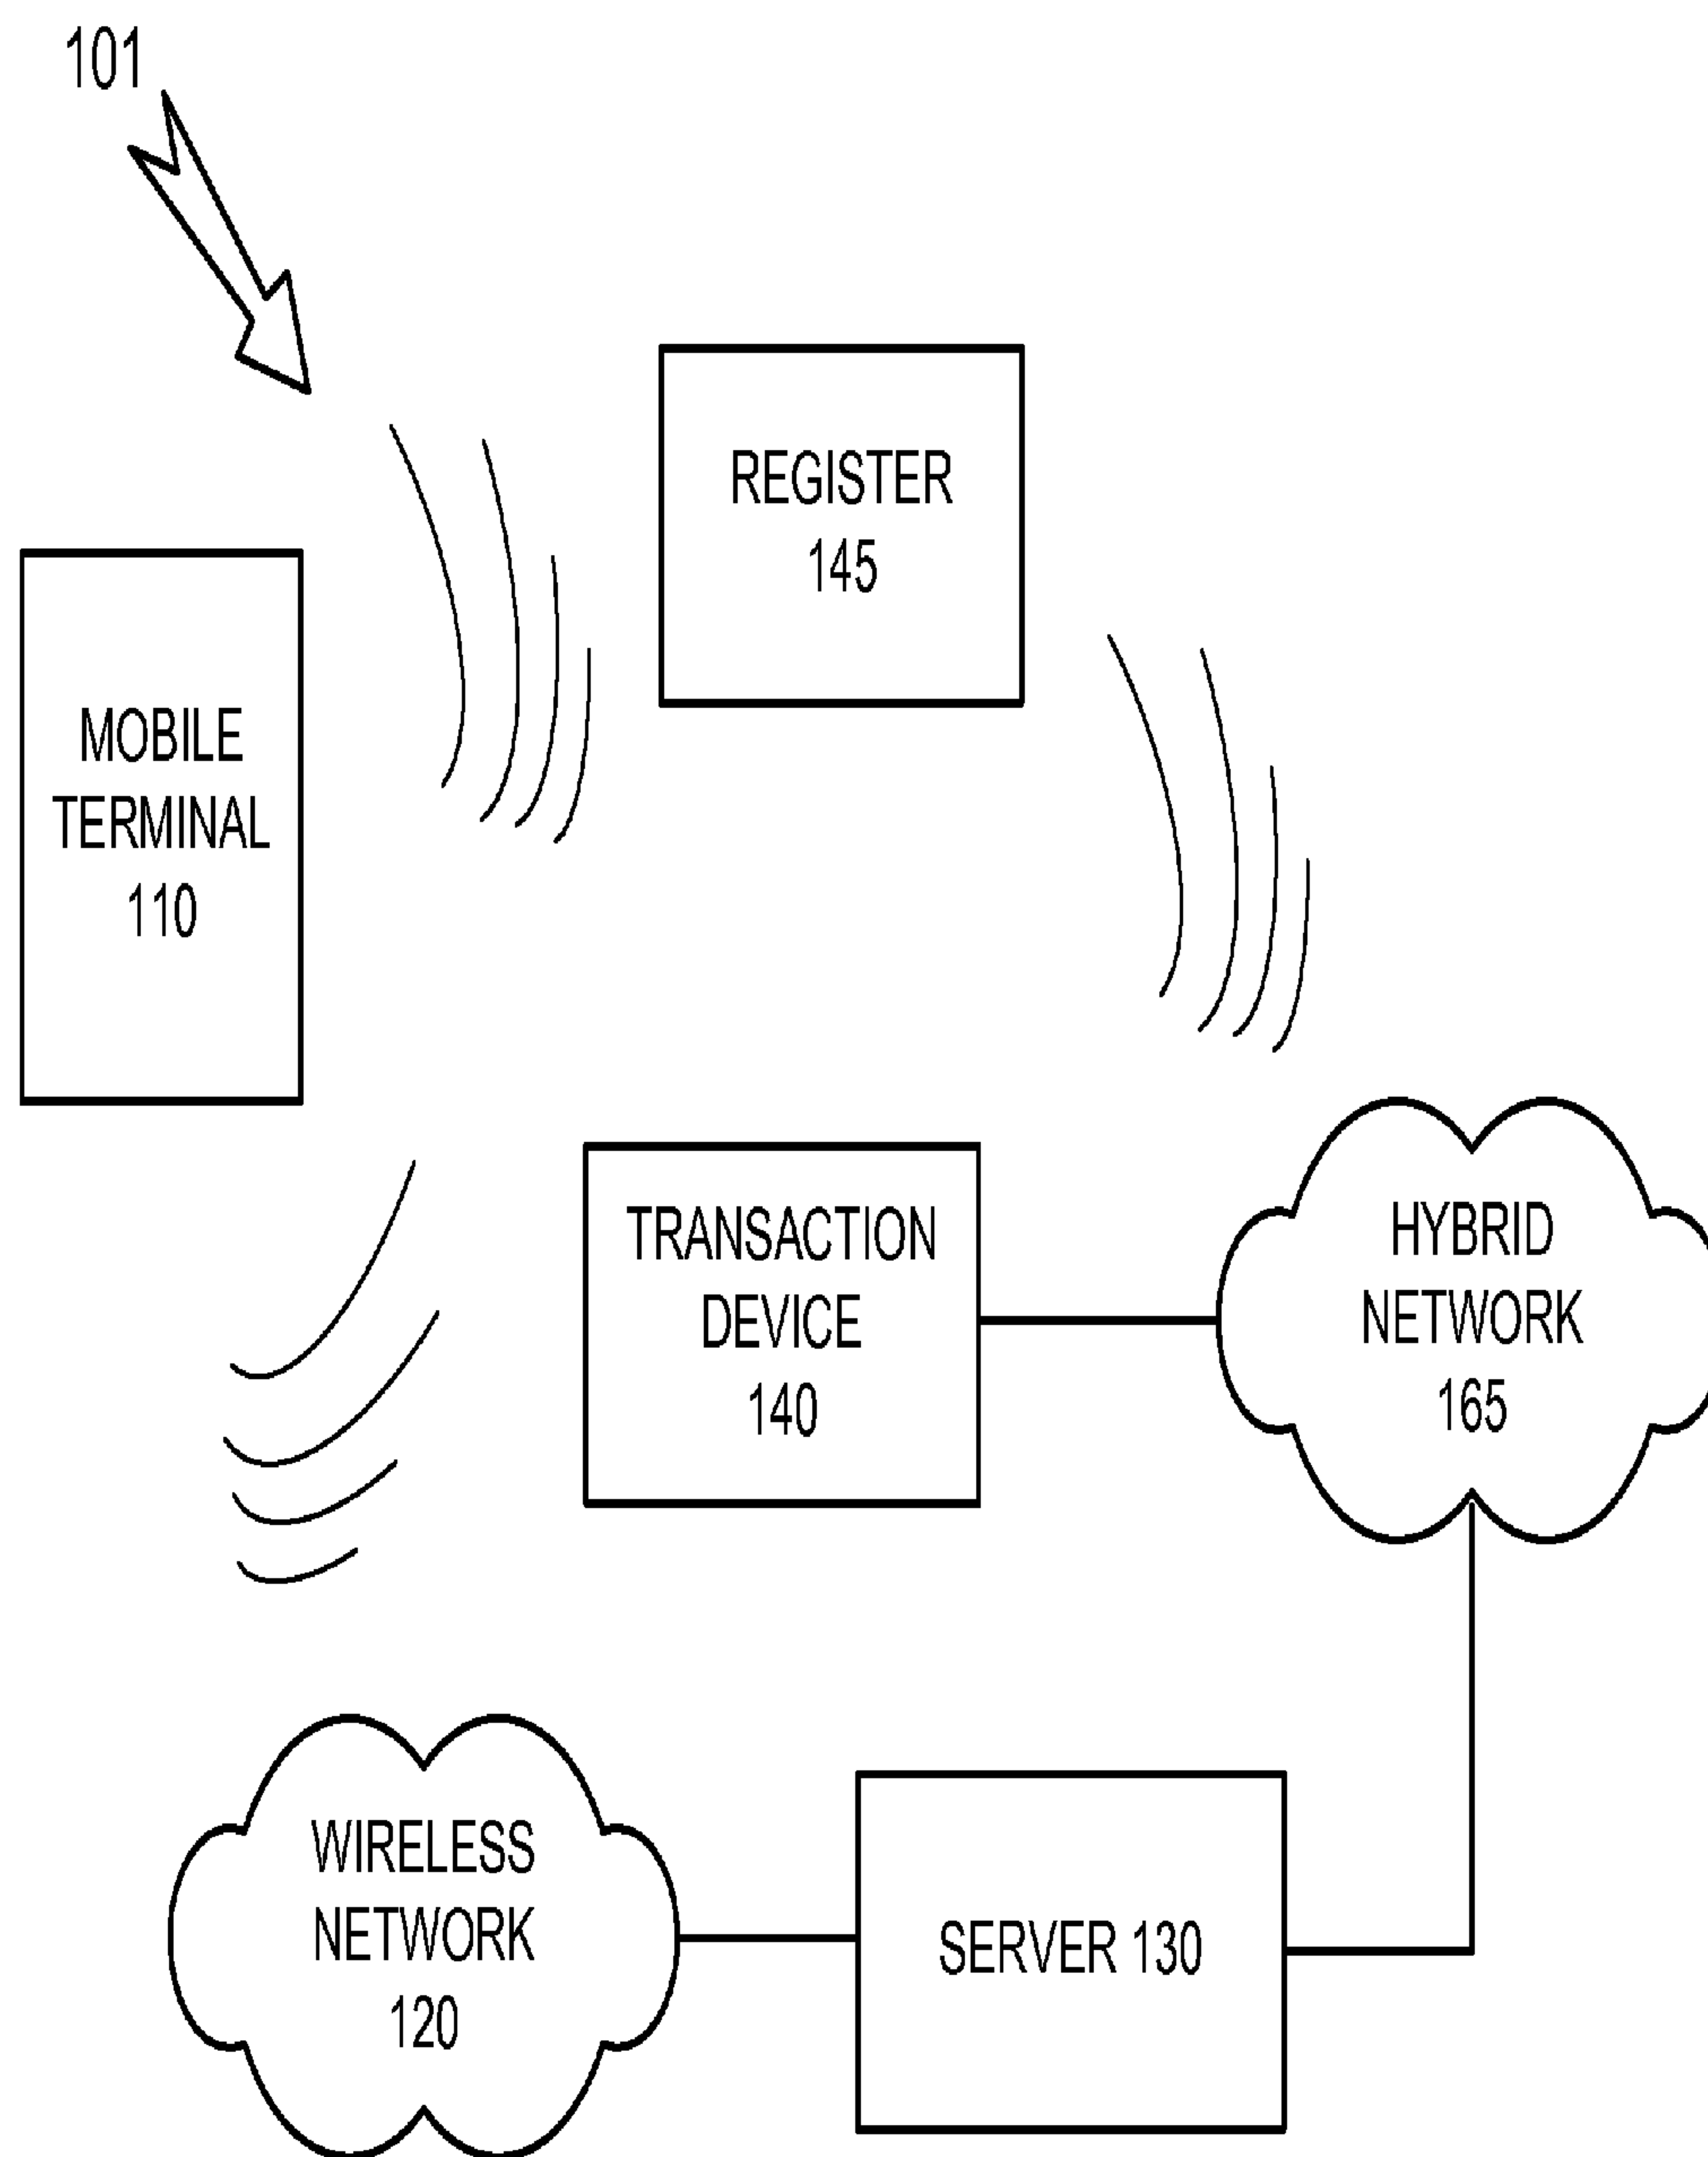 101
REGISTER
145
MOBILE
TERMINAL
110
TRANSACTION
DEVICE
140
HYBRID
NETWORK
165
WIRELESS
NETWORK
120
SERVER 130